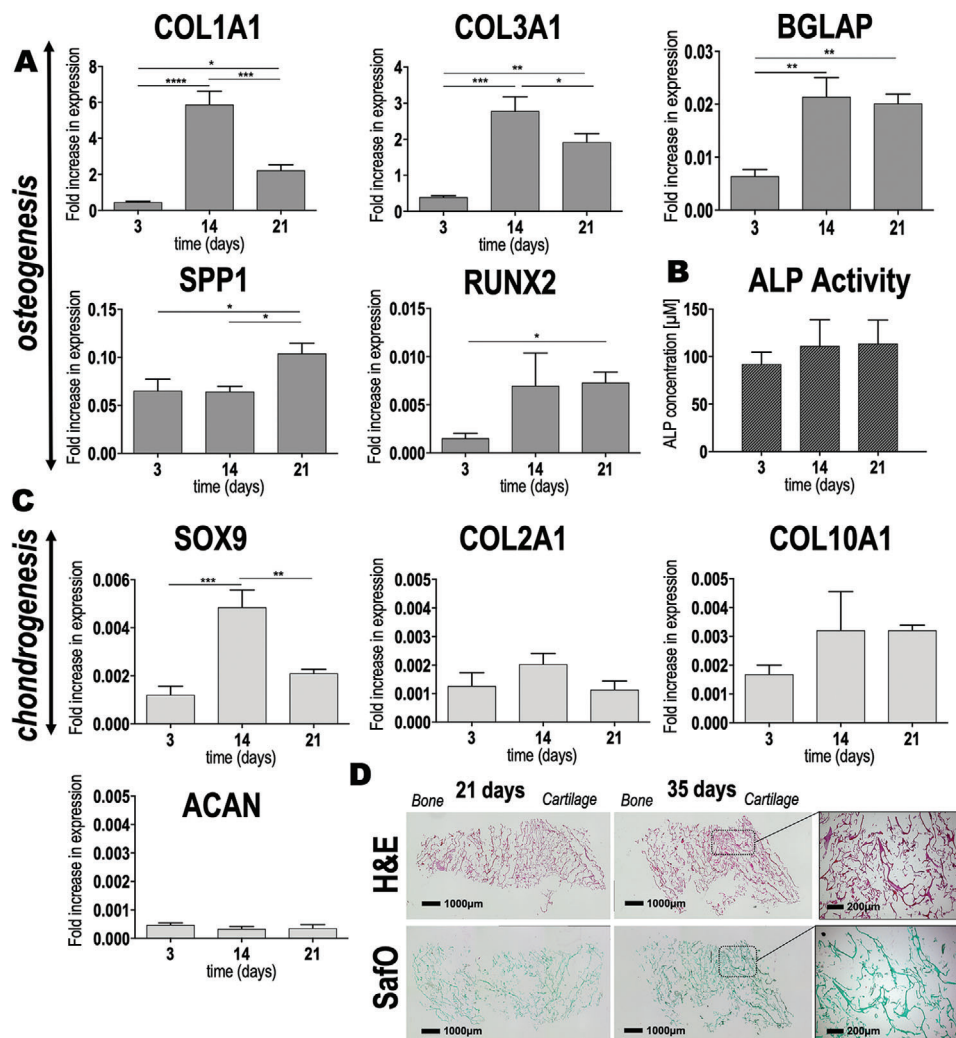 A
osteogenesis
COL1A1
Fold increase in expression
8
6
4
2
0
*
****
***
3 14 21
time (days)
COL3A1
Fold increase in expression
4
3
2
1
0
**
***
*
3 14 21
time (days)
BGLAP
Fold increase in expression
0.03
0.02
0.01
0.00
**
**
3 14 21
time (days)
SPP1
Fold increase in expression
0.15
0.10
0.05
0.00
*
*
3 14 21
time (days)
RUNX2
Fold increase in expression
0.015
0.010
0.005
0.000
*
3 14 21
time (days)
B
ALP Activity
ALP concentration [µM]
150
100
50
0
3 14 21
time (days)
C
chondrogenesis
SOX9
Fold increase in expression
0.006
0.004
0.002
0.000
***
**
3 14 21
time (days)
COL2A1
Fold increase in expression
0.005
0.004
0.003
0.002
0.001
0.000
3 14 21
time (days)
COL10A1
Fold increase in expression
0.005
0.004
0.003
0.002
0.001
0.000
3 14 21
time (days)
ACAN
Fold increase in expression
0.005
0.004
0.003
0.002
0.001
0.000
3 14 21
time (days)
D
21 days
35 days
Bone Cartilage Bone Cartilage
H&E
1000µm
1000µm
200µm
SafO
1000µm
1000µm
200µm